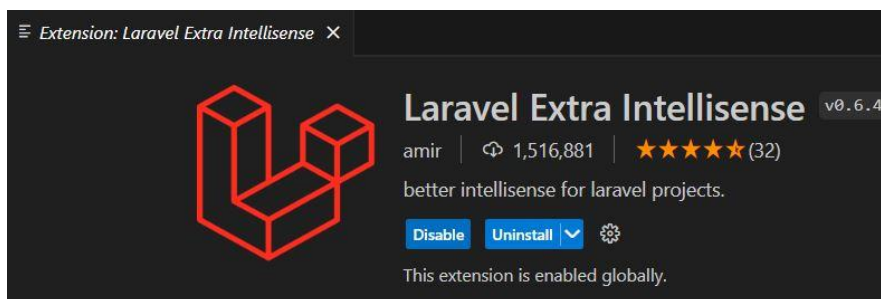 Extension: Laravel Extra Intellisense
Laravel Extra Intellisense v0.6.4
amir 1,516,881 (32)
better intellisense for laravel projects.
Disable Uninstall
This extension is enabled globally.